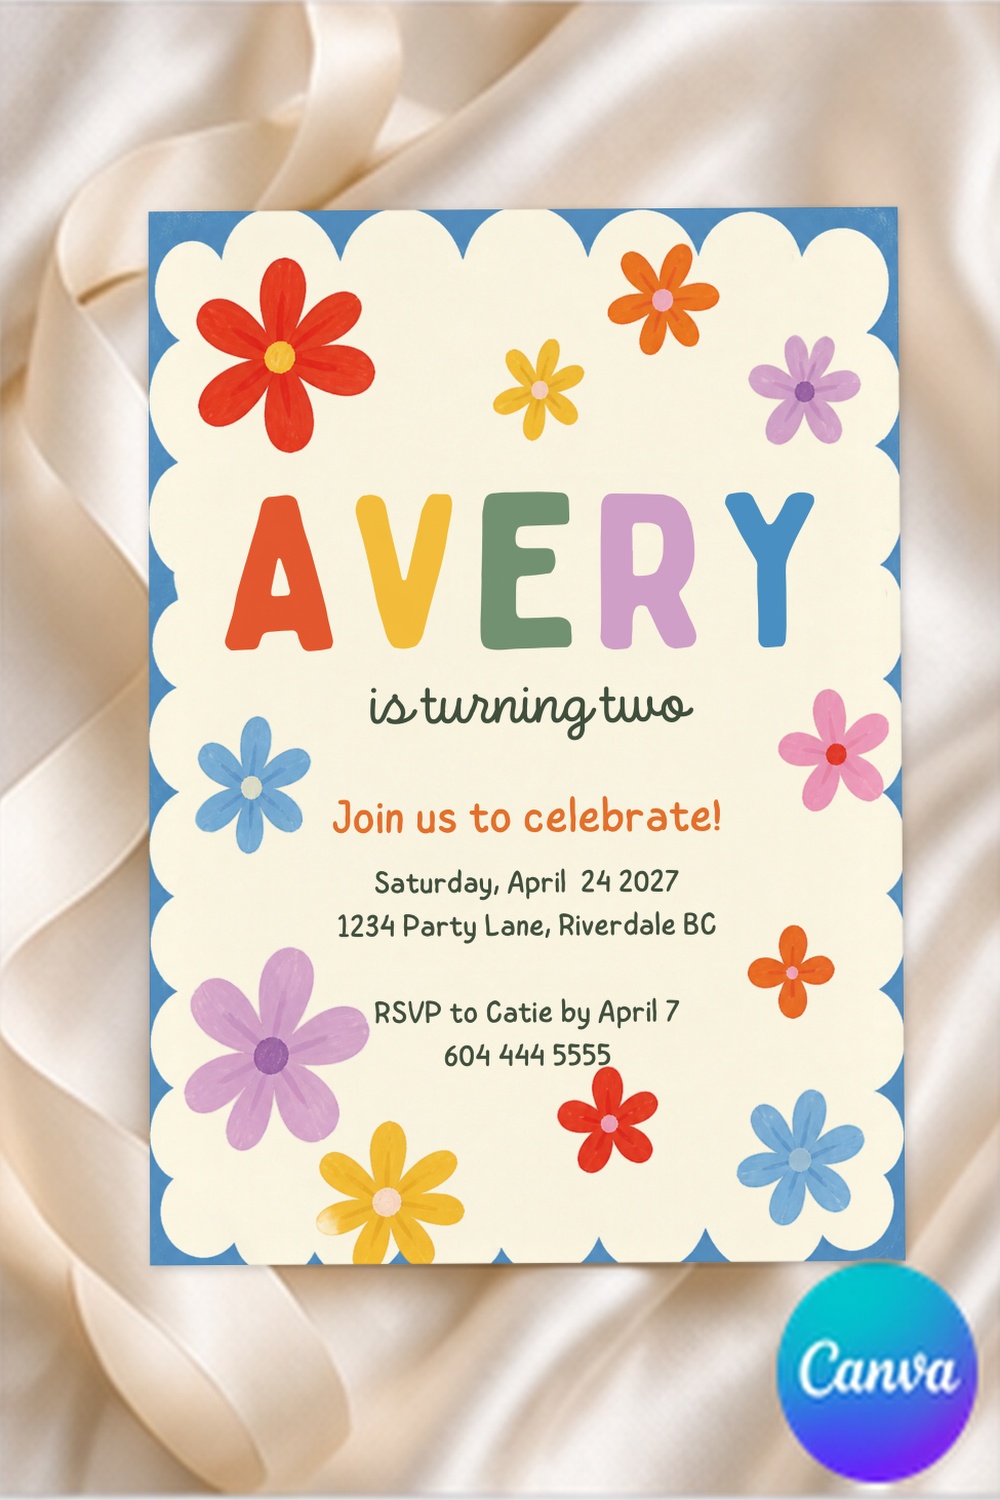 AVERY
is turning two
Join us to celebrate!
Saturday, April 24 2027
1234 Party Lane, Riverdale BC
RSVP to Catie by April 7
604 444 5555
Canva